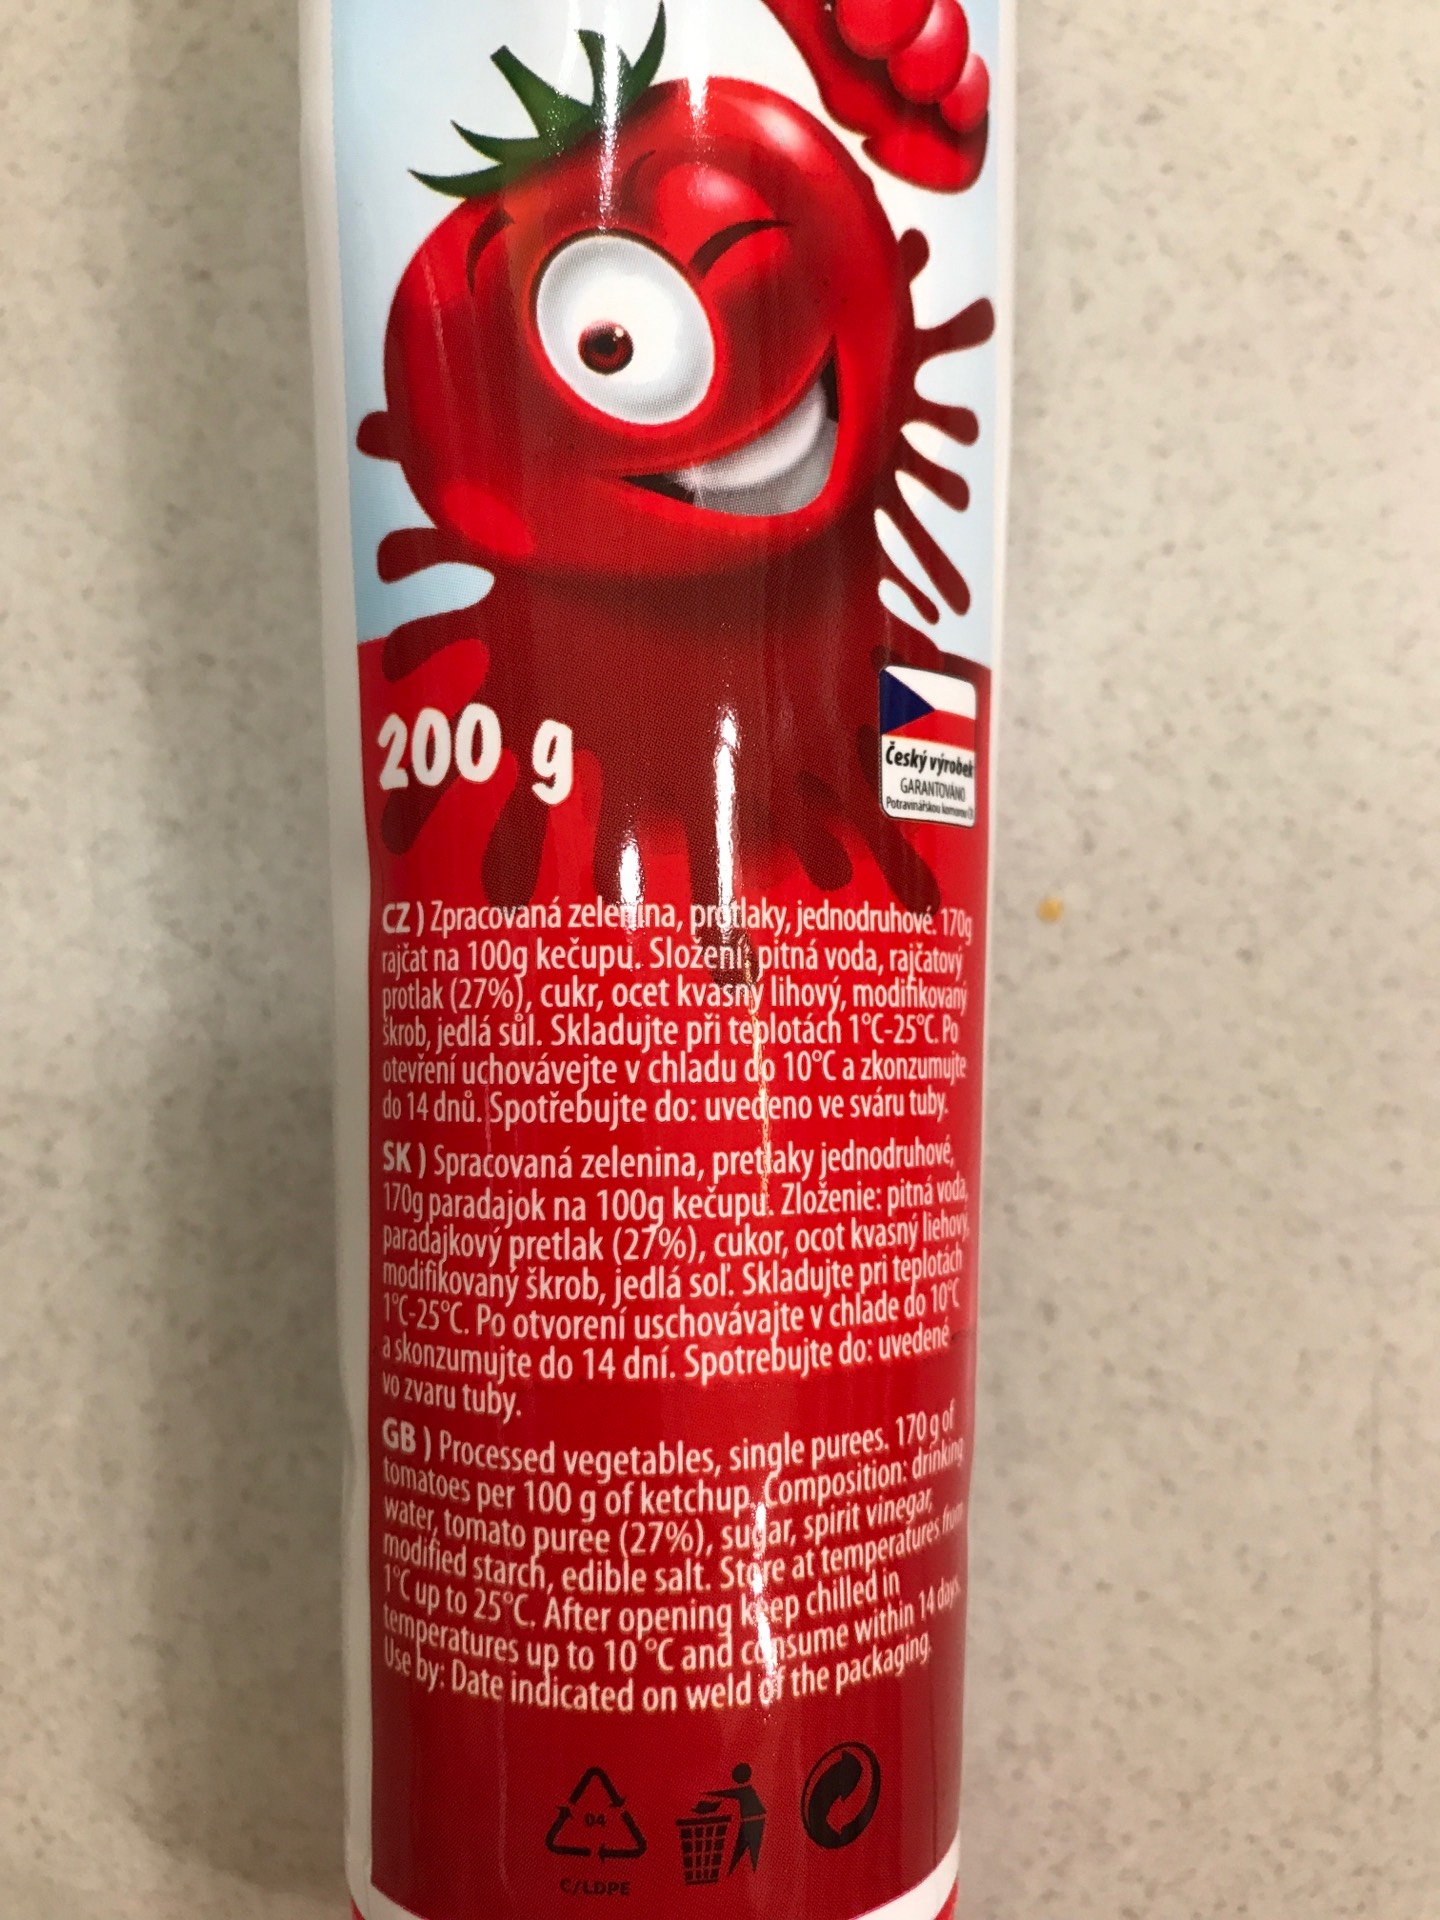 200 g
Český výrobek
GARANTOVÁNO
Potravinářskou komorou
CZ ) Zpracovaná zelenina, protlaky, jednodruhové. 170g
rajčat na 100g kečupu. Složení: pitná voda, rajčatový
protlak (27%), cukr, ocet kvasný lihový, modifikovaný
škrob, jedlá sůl. Skladujte při teplotách 1°C-25°C. Po
otevření uchovávejte v chladu do 10°C a zkonzumujte
do 14 dnů. Spotřebujte do: uvedeno ve sváru tuby.
SK ) Spracovaná zelenina, pretlaky jednodruhové,
170g paradajok na 100g kečupu. Zloženie: pitná voda,
paradajkový pretlak (27%), cukor, ocot kvasný liehový,
modifikovaný škrob, jedlá soľ. Skladujte pri teplotách
1°C-25°C. Po otvorení uschovávajte v chlade do 10°C
a skonzumujte do 14 dní. Spotrebujte do: uvedené
vo zvaru tuby.
GB ) Processed vegetables, single purees. 170 g of
tomatoes per 100 g of ketchup. Composition: drinking
water, tomato puree (27%), sugar, spirit vinegar,
modified starch, edible salt. Store at temperatures from
1°C up to 25°C. After opening keep chilled in
temperatures up to 10 °C and consume within 14 days.
Use by: Date indicated on weld of the packaging.
04
C/LDPE